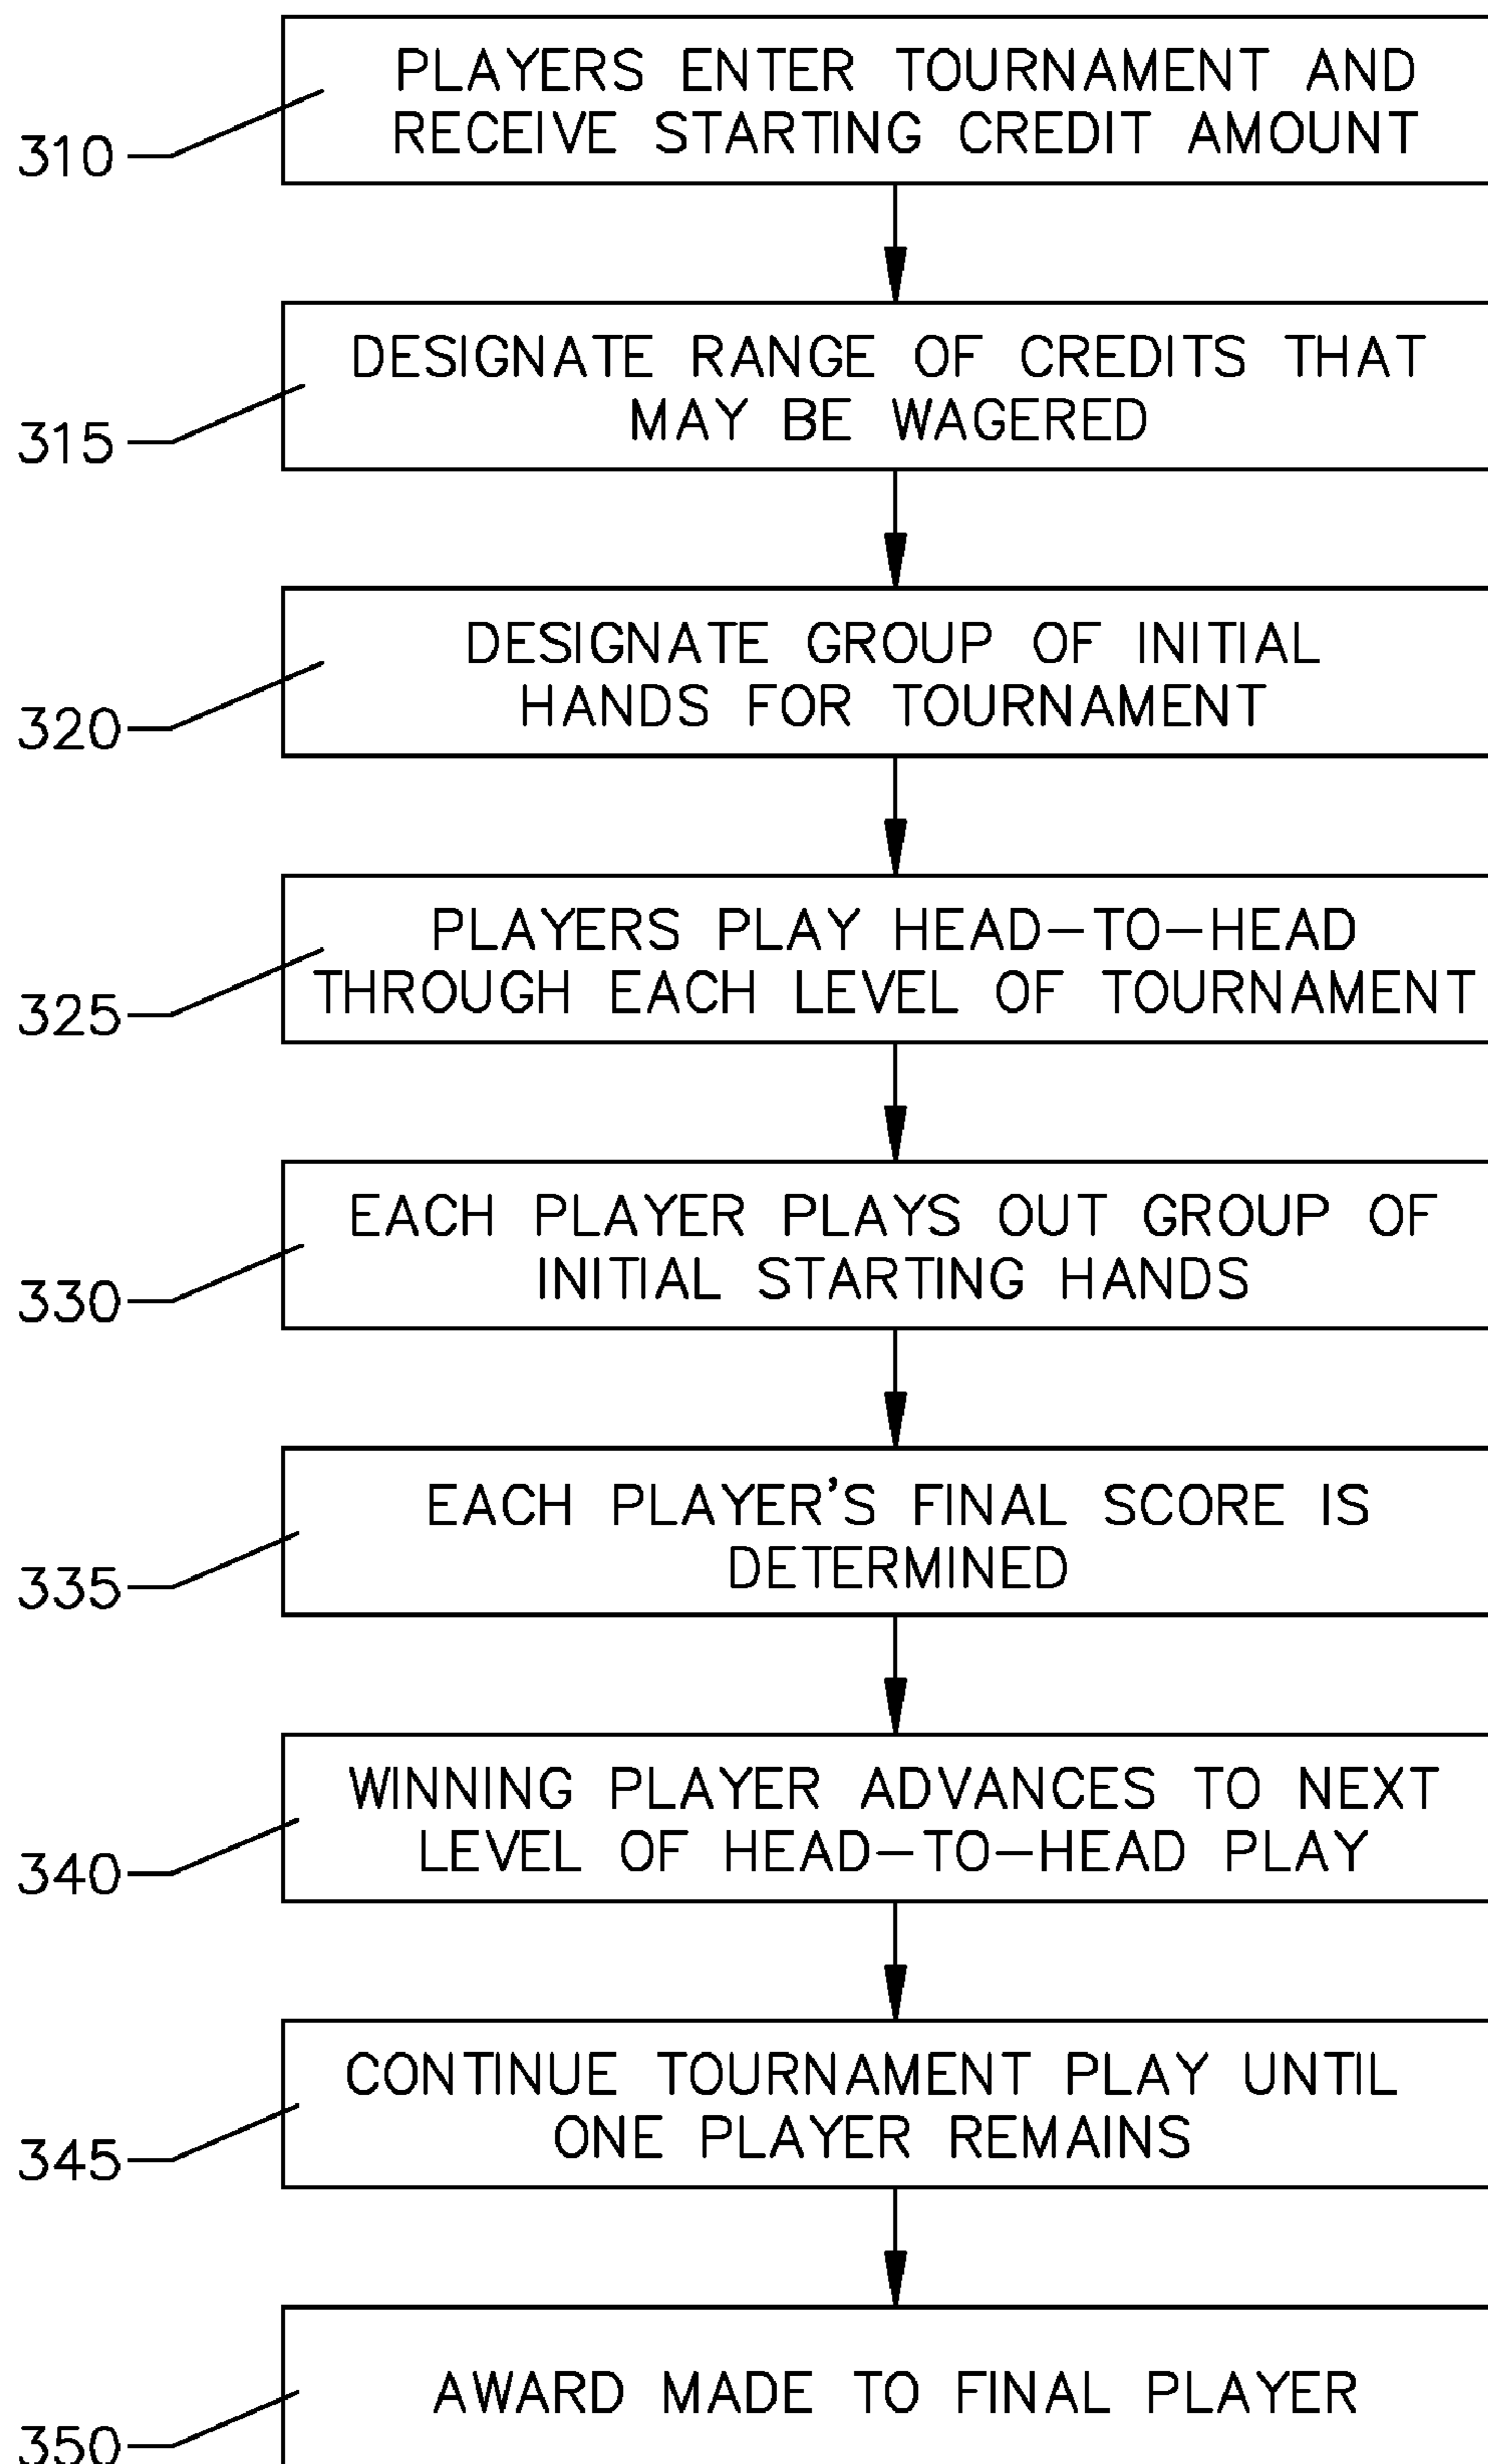 PLAYERS ENTER TOURNAMENT AND
RECEIVE STARTING CREDIT AMOUNT
310
DESIGNATE RANGE OF CREDITS THAT
MAY BE WAGERED
315
DESIGNATE GROUP OF INITIAL
HANDS FOR TOURNAMENT
320
PLAYERS PLAY HEAD-TO-HEAD
THROUGH EACH LEVEL OF TOURNAMENT
325
EACH PLAYER PLAYS OUT GROUP OF
INITIAL STARTING HANDS
330
EACH PLAYER'S FINAL SCORE IS
DETERMINED
335
WINNING PLAYER ADVANCES TO NEXT
LEVEL OF HEAD-TO-HEAD PLAY
340
CONTINUE TOURNAMENT PLAY UNTIL
ONE PLAYER REMAINS
345
AWARD MADE TO FINAL PLAYER
350